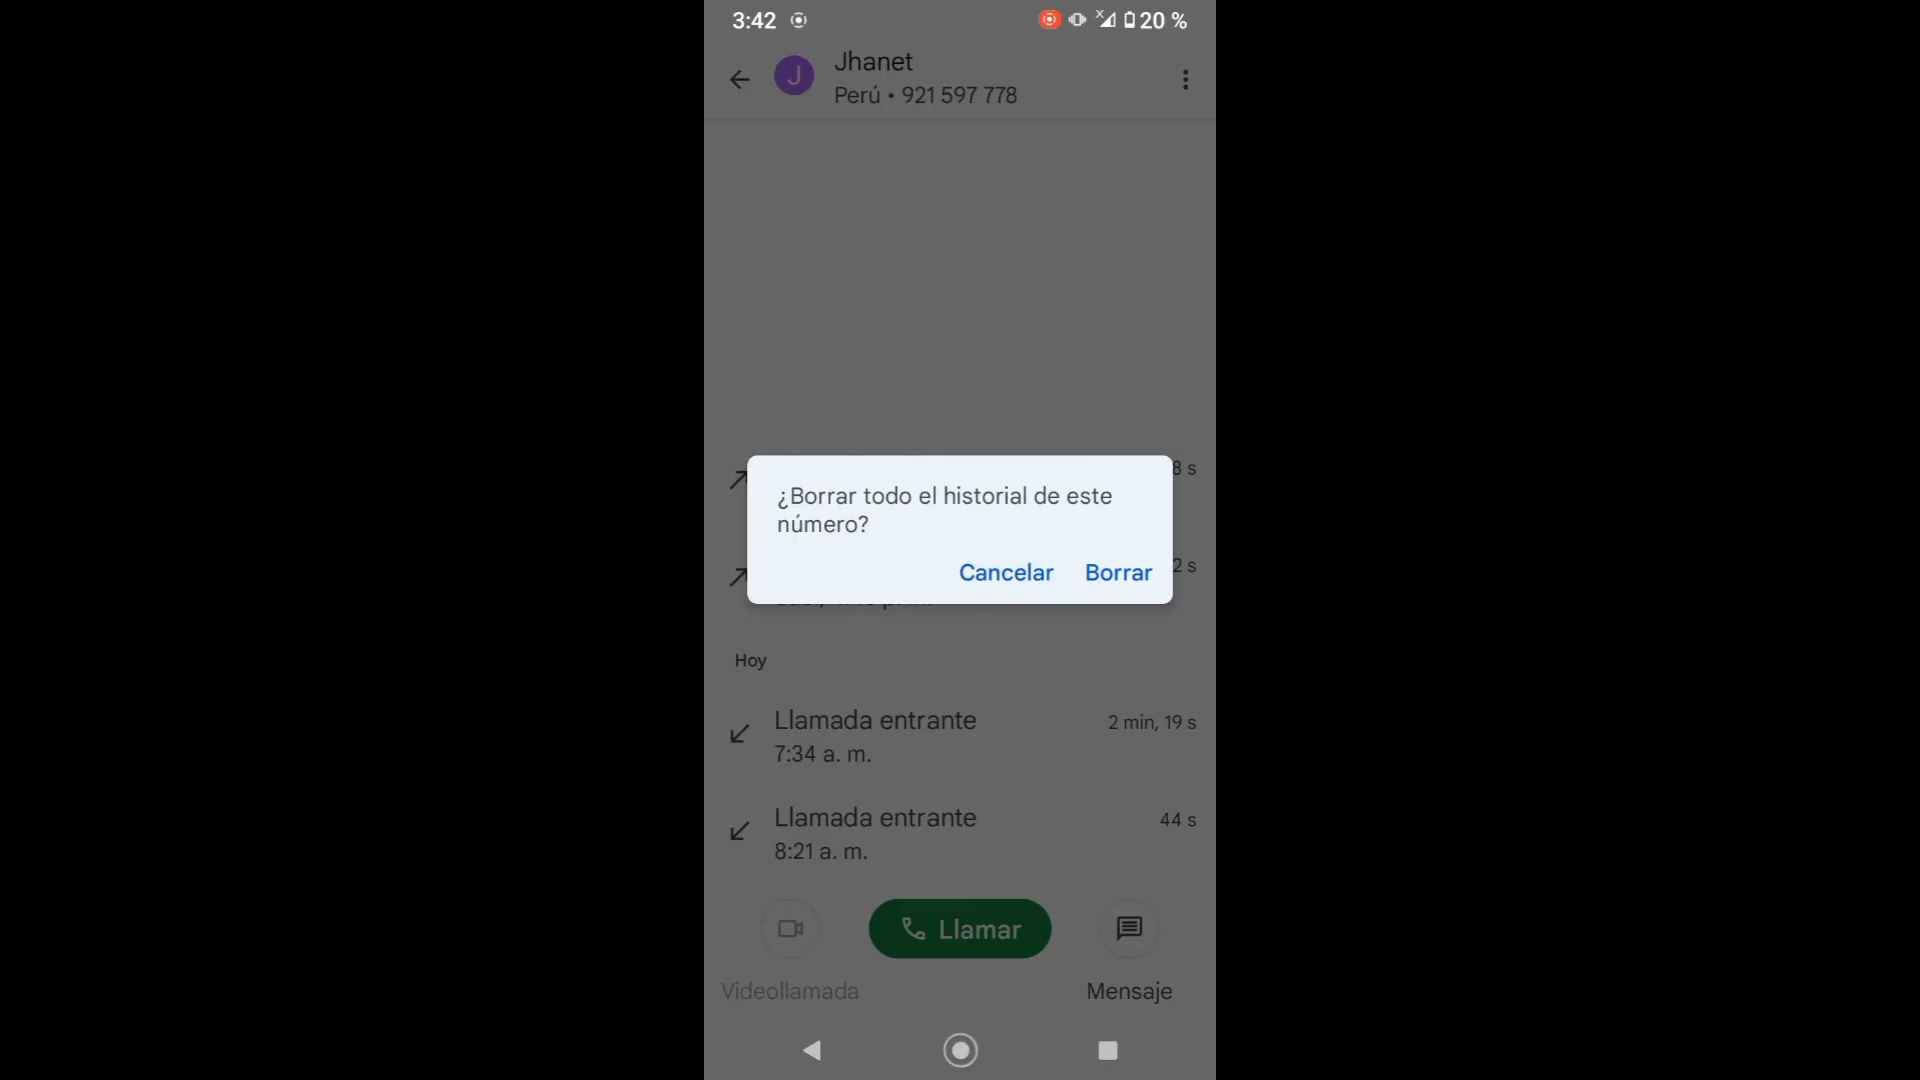 3:42
20 %
J
Jhanet
Perú • 921 597 778
8 s
¿Borrar todo el historial de este
número?
Cancelar Borrar
2 s
Hoy
Llamada entrante
2 min, 19 s
7:34 a. m.
Llamada entrante
44 s
8:21 a. m.
Llamar
Videollamada
Mensaje